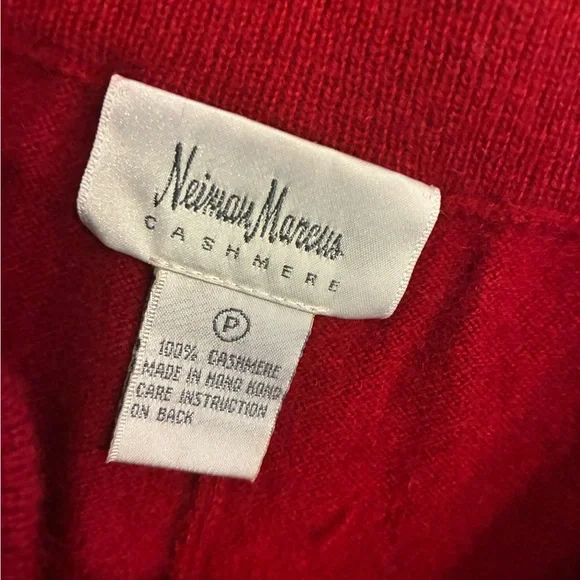 Neiman Marcus
CASHMERE
P
100% CASHMERE
MADE IN HONG KONG
CARE INSTRUCTION
ON BACK